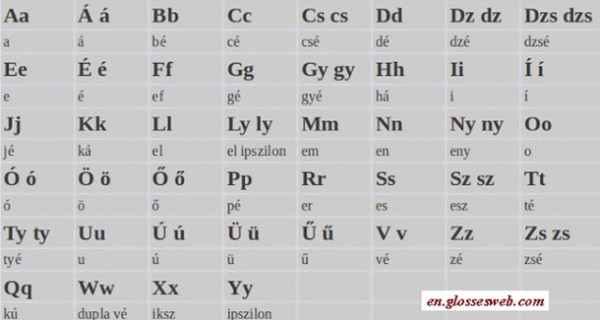 Aa Á á Bb Cc Cs cs Dd Dz dz Dzs dzs
a á bé cé csé dé dzé dzsé
Ee É é Ff Gg Gy gy Hh Ii Í í
e é ef gé gyé há i í
Jj Kk Ll Ly ly Mm Nn Ny ny Oo
jé ká el el ipszilon em en eny o
Ó ó Ö ö Ő ő Pp Rr Ss Sz sz Tt
ó ö ő pé er es esz té
Ty ty Uu Ú ú Ü ü Ű ű V v Zz Zs zs
tyé u ú ü ű vé zé zsé
Qq Ww Xx Yy
kú dupla vé iksz ipszilon
en.glossesweb.com